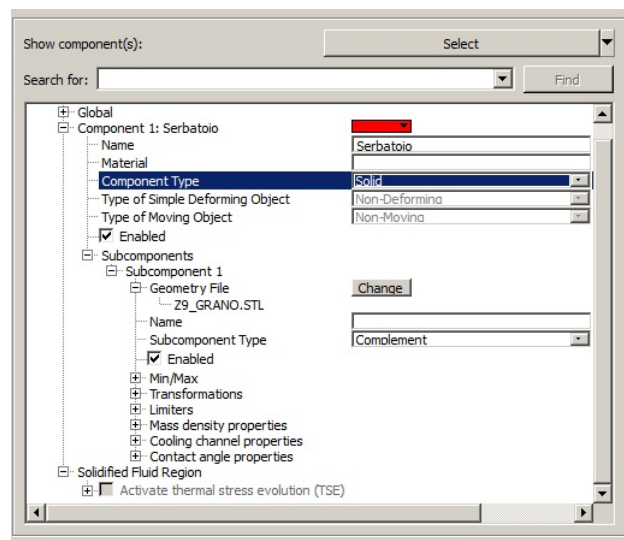 Show component(s): Select
Search for: Find
Global
Component 1: Serbatoio
Name Serbatoio
Material
Component Type Solid
Type of Simple Deforming Object Non-Deforming
Type of Moving Object Non-Moving
Enabled
Subcomponents
Subcomponent 1
Geometry File Change
Z9_GRANO.STL
Name
Subcomponent Type Complement
Enabled
Min/Max
Transformations
Limiters
Mass density properties
Cooling channel properties
Contact angle properties
Solidified Fluid Region
Activate thermal stress evolution (TSE)